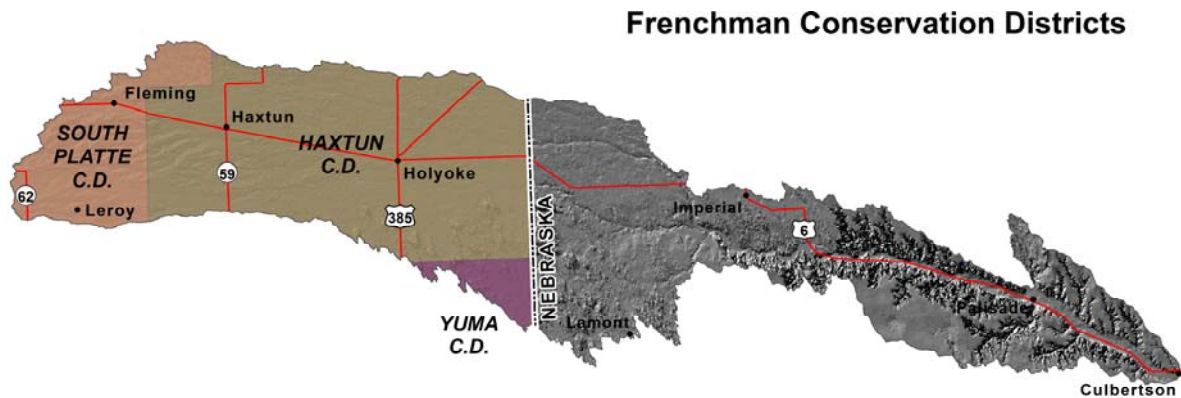 Frenchman Conservation Districts
Fleming
Haxtun
SOUTH
PLATTE
C.D.
HAXTUN
C.D.
Holyoke
59
62
Leroy
385
NEBRASKA
Imperial
6
YUMA
C.D.
Lamont
Palisade
Culbertson